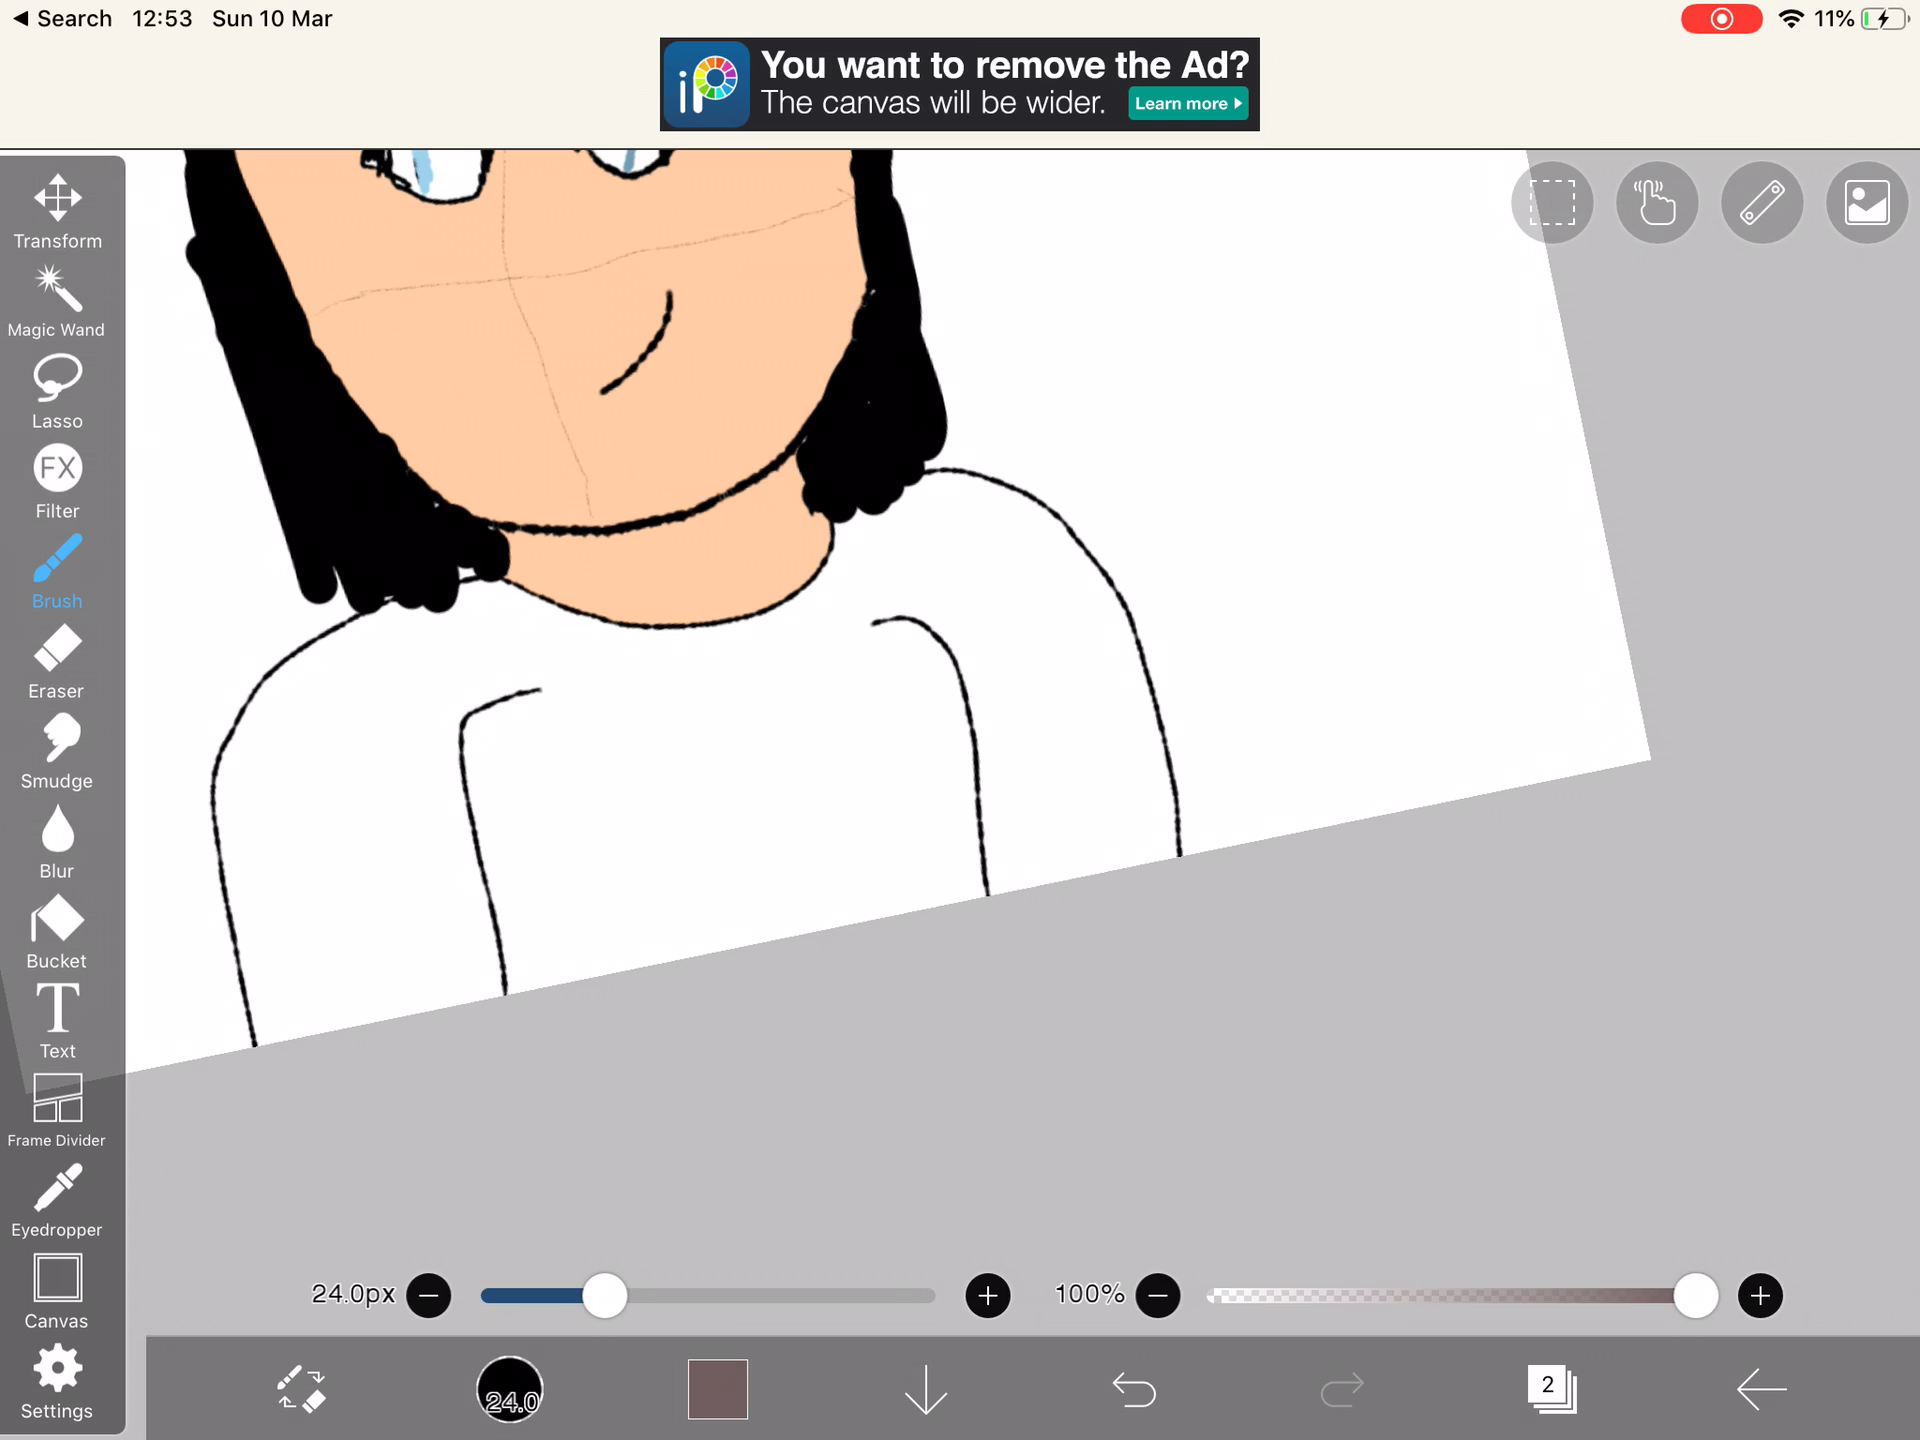 ◀ Search 12:53 Sun 10 Mar 11%
iP
You want to remove the Ad?
The canvas will be wider. Learn more ▶
Transform
Magic Wand
Lasso
FX
Filter
Brush
Eraser
Smudge
Blur
Bucket
T
Text
Frame Divider
Eyedropper
Canvas
Settings
24.0px 100%
24.0 2